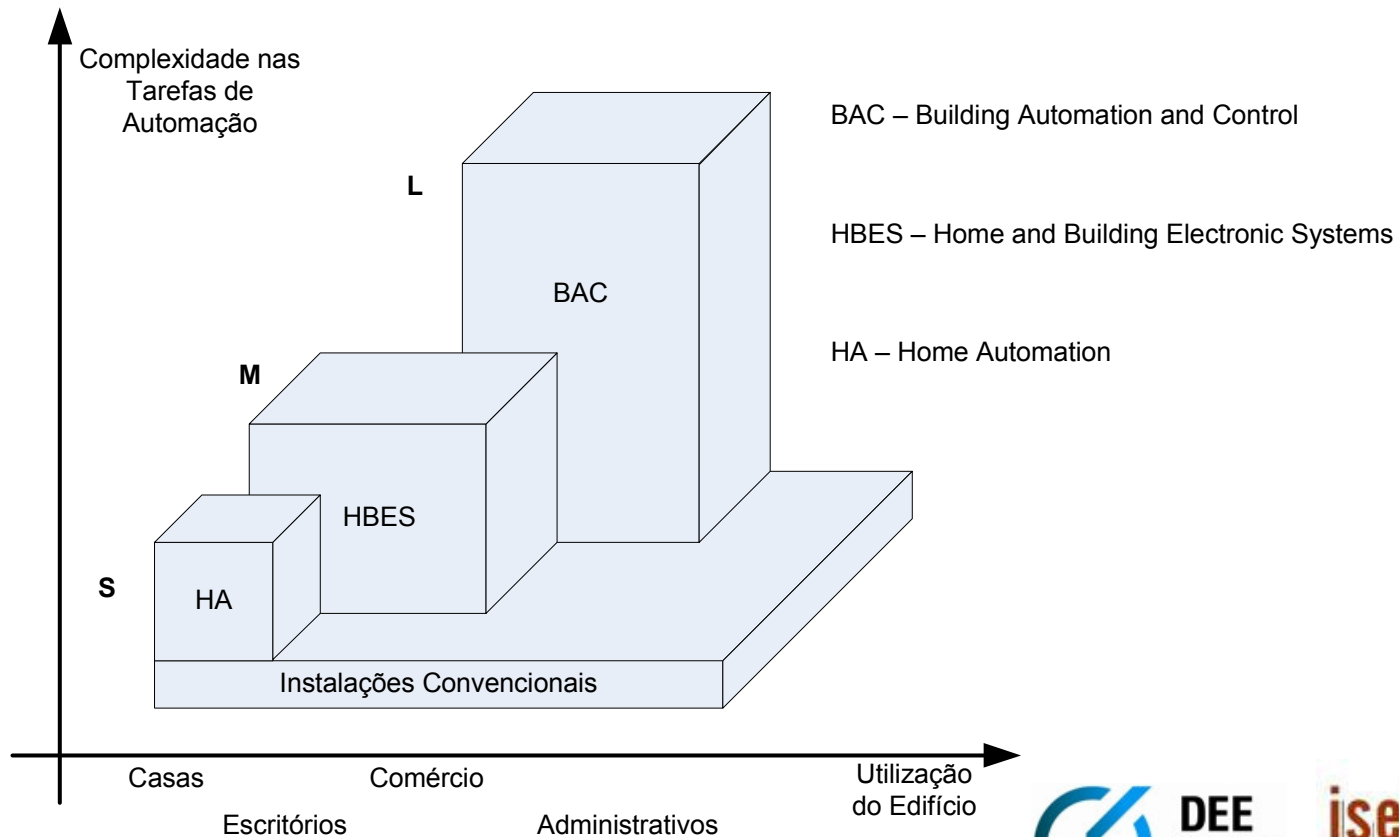 Complexidade nas
Tarefas de
Automação
BAC – Building Automation and Control
L
HBES – Home and Building Electronic Systems
BAC
HA – Home Automation
M
HBES
S
HA
Instalações Convencionais
Casas
Comércio
Utilização
do Edifício
Escritórios
Administrativos
DEE
ise